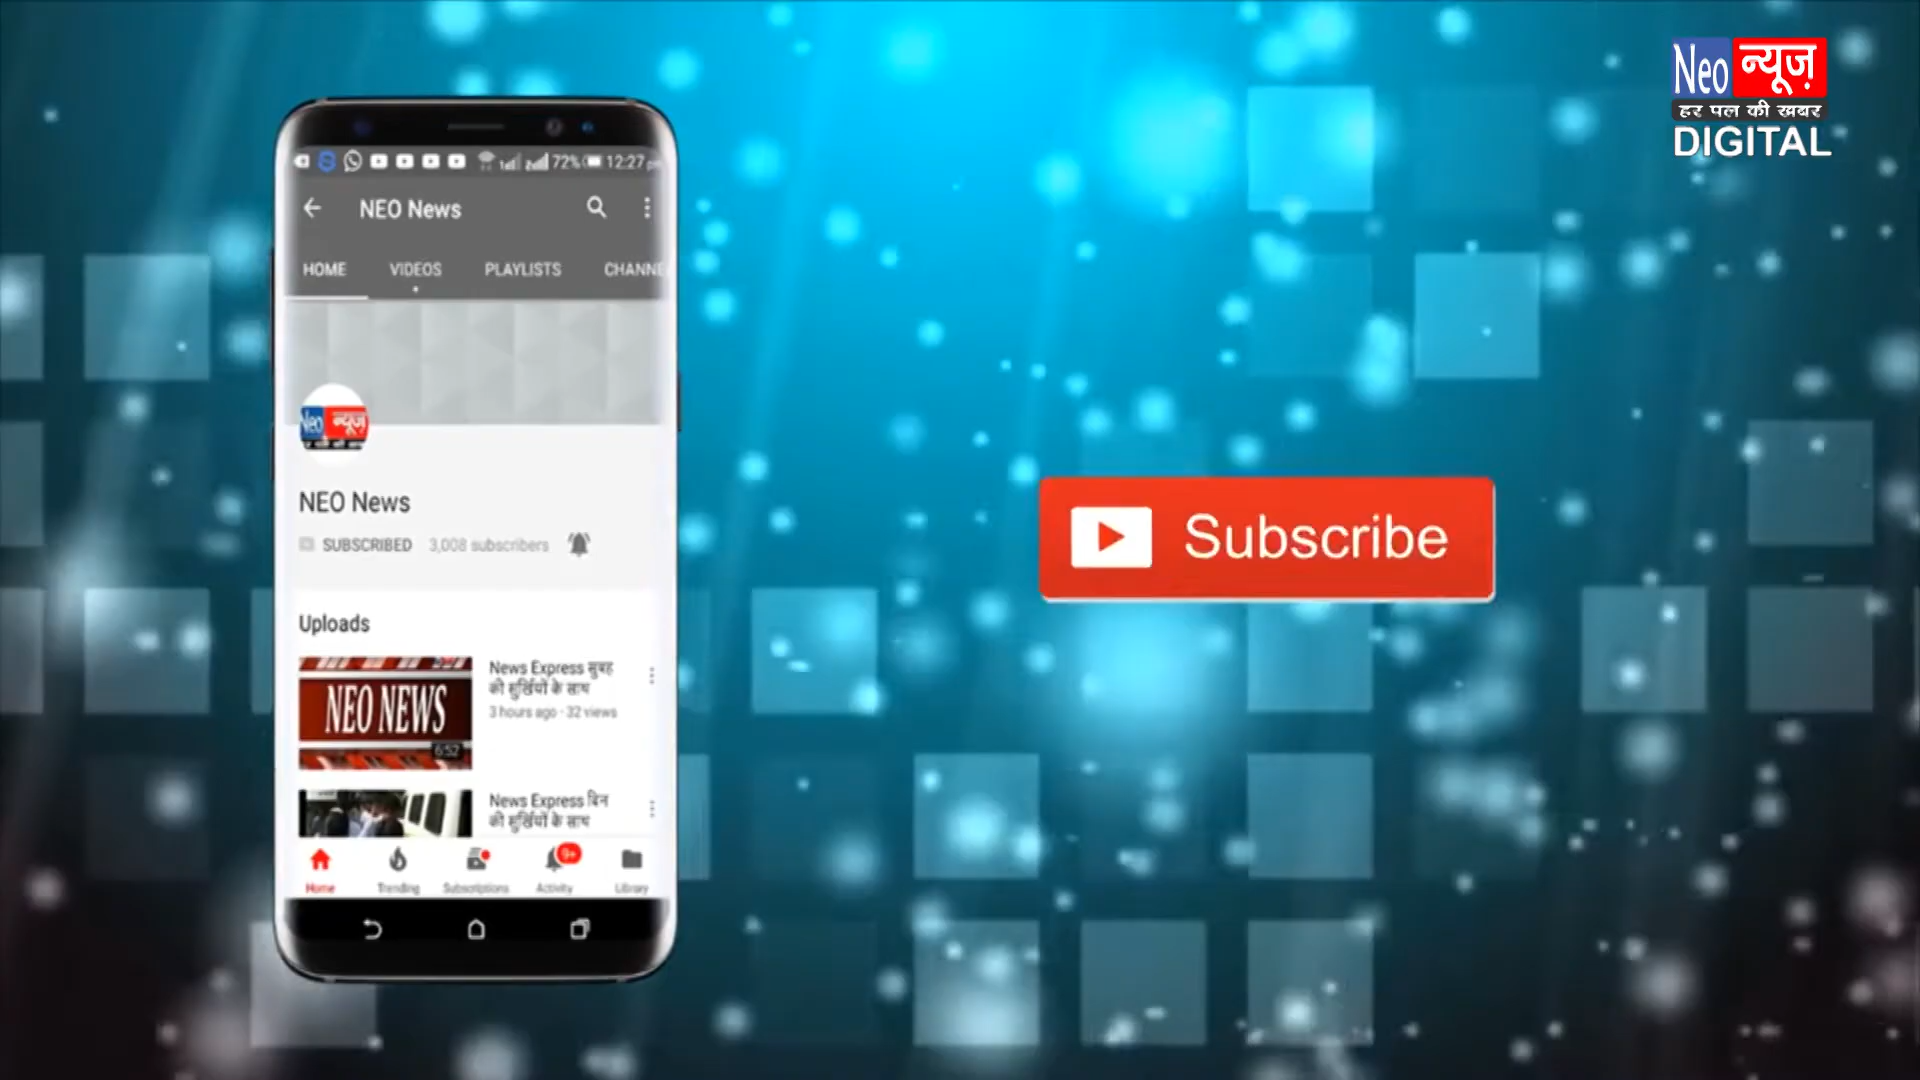 Neo न्यूज़
हर पल की खबर
DIGITAL
72% 12:27
NEO News
HOME VIDEOS PLAYLISTS CHANNE
Neo न्यूज़
NEO News
SUBSCRIBED 3,008 subscribers
Uploads
NEO NEWS
6:52
News Express सुबह
की सुर्खियों के साथ
3 hours ago · 32 views
News Express दिन
की सुर्खियों के साथ
9+
Home Trending Subscriptions Activity Library
Subscribe